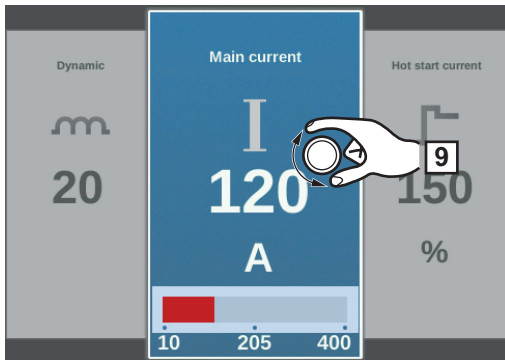 Dynamic
20
Main current
I
120
A
10 205 400
Hot start current
150
%
9